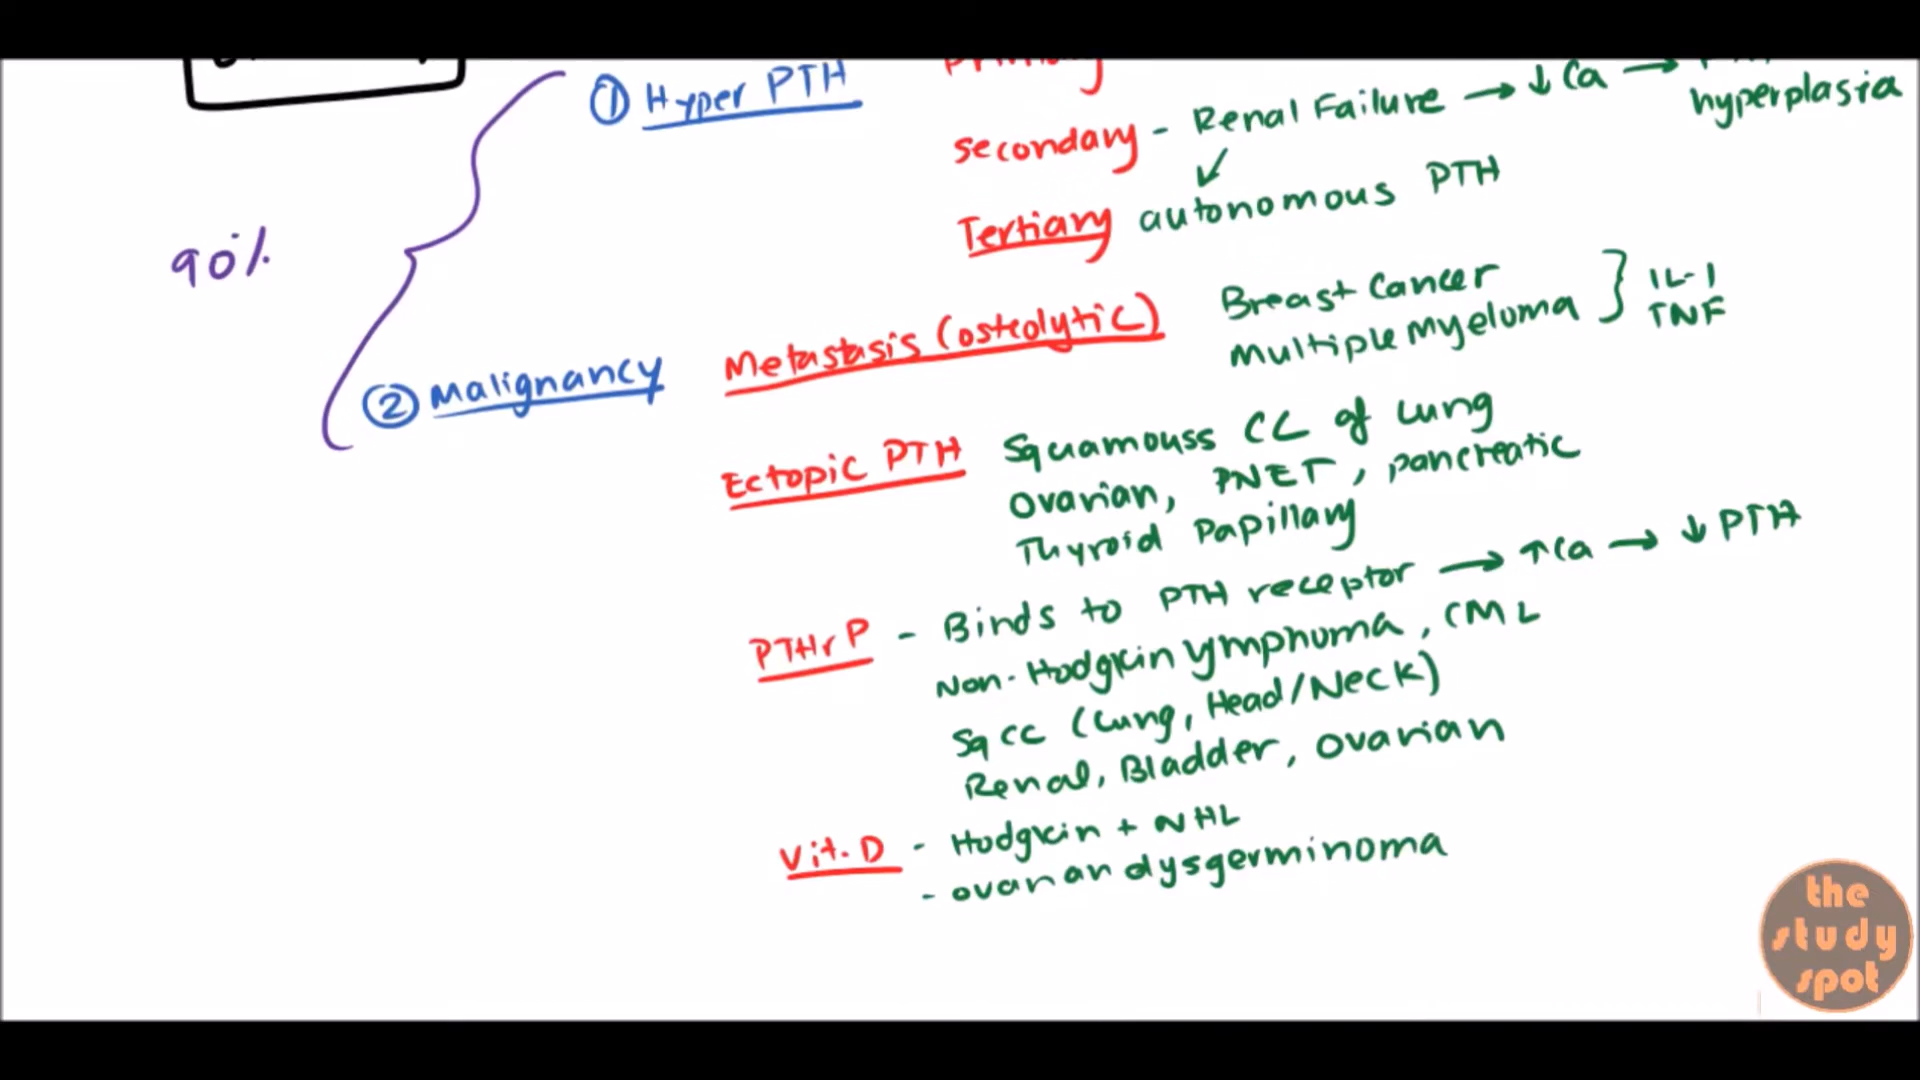 ① Hyper PTH
secondary - Renal Failure → ↓ Ca →
hyperplasia
Tertiary autonomous PTH
90%
② Malignancy
Metastasis (osteolytic)
Breast Cancer
Multiple Myeloma } IL-1
TNF
Ectopic PTH
Squamouss CC of Lung
Ovarian, PNET, pancreatic
Thyroid Papillary
PTHrP - Binds to PTH receptor → ↑Ca → ↓ PTH
Non-Hodgkin Lymphoma, CML
Sq CC (Lung, Head/Neck)
Renal, Bladder, Ovarian
Vit. D - Hodgkin + NHL
- Ovarian dysgerminoma
the
study
spot